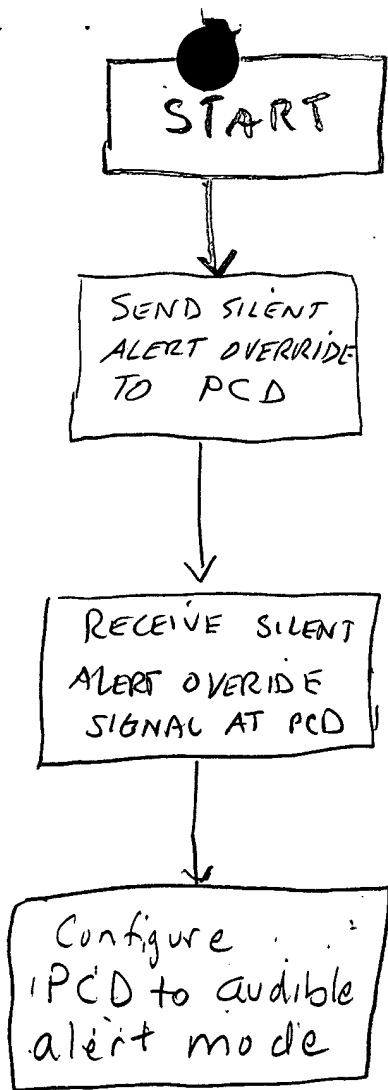 START
SEND SILENT
ALERT OVERRIDE
TO PCD
RECEIVE SILENT
ALERT OVERIDE
SIGNAL AT PCD
Configure
PCD to audible
alert mode